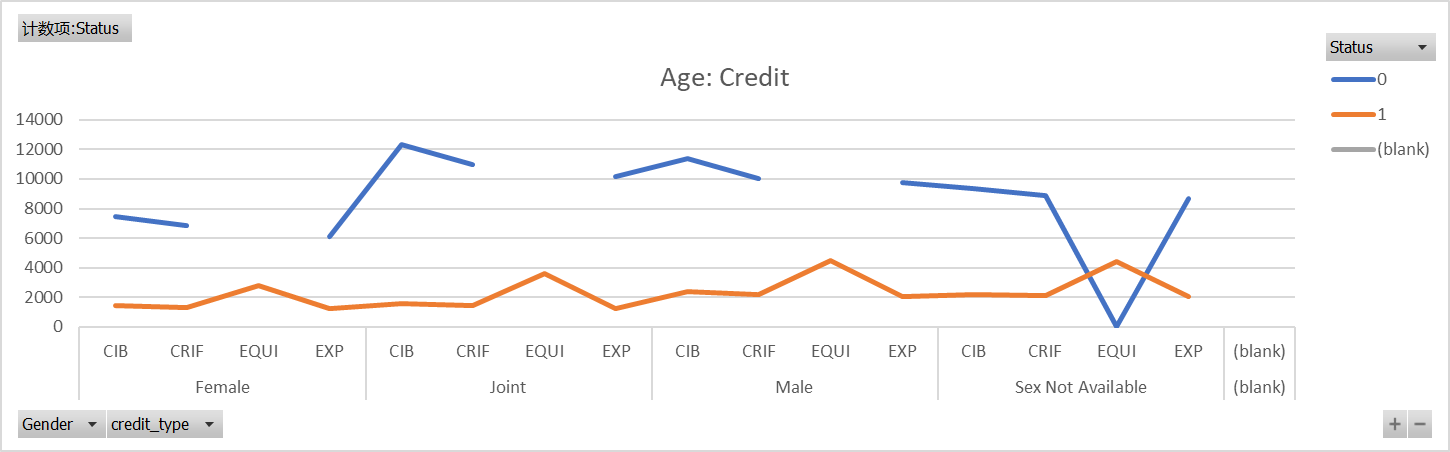 计数项:Status
Status
Age: Credit
0
1
(blank)
14000
12000
10000
8000
6000
4000
2000
0
CIB CRIF EQUI EXP CIB CRIF EQUI EXP CIB CRIF EQUI EXP CIB CRIF EQUI EXP (blank)
Female Joint Male Sex Not Available (blank)
Gender credit_type